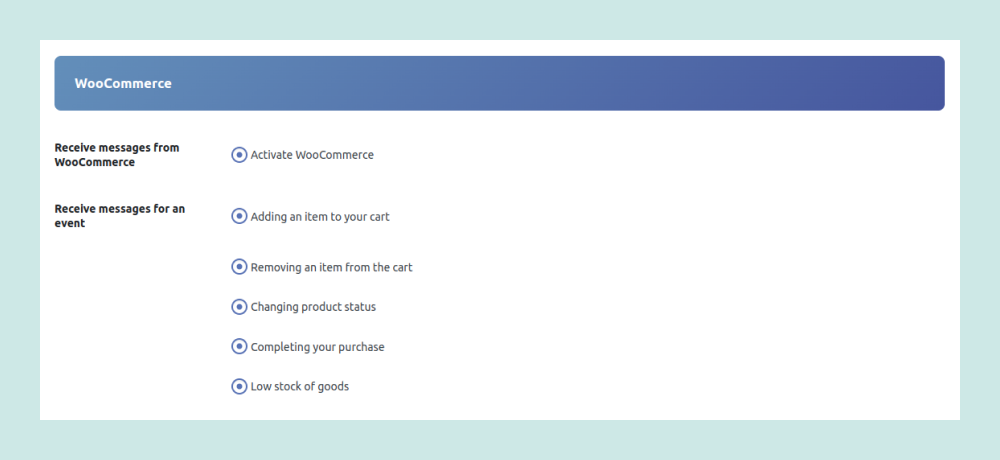 WooCommerce
Receive messages from
WooCommerce
Activate WooCommerce
Receive messages for an
event
Adding an item to your cart
Removing an item from the cart
Changing product status
Completing your purchase
Low stock of goods